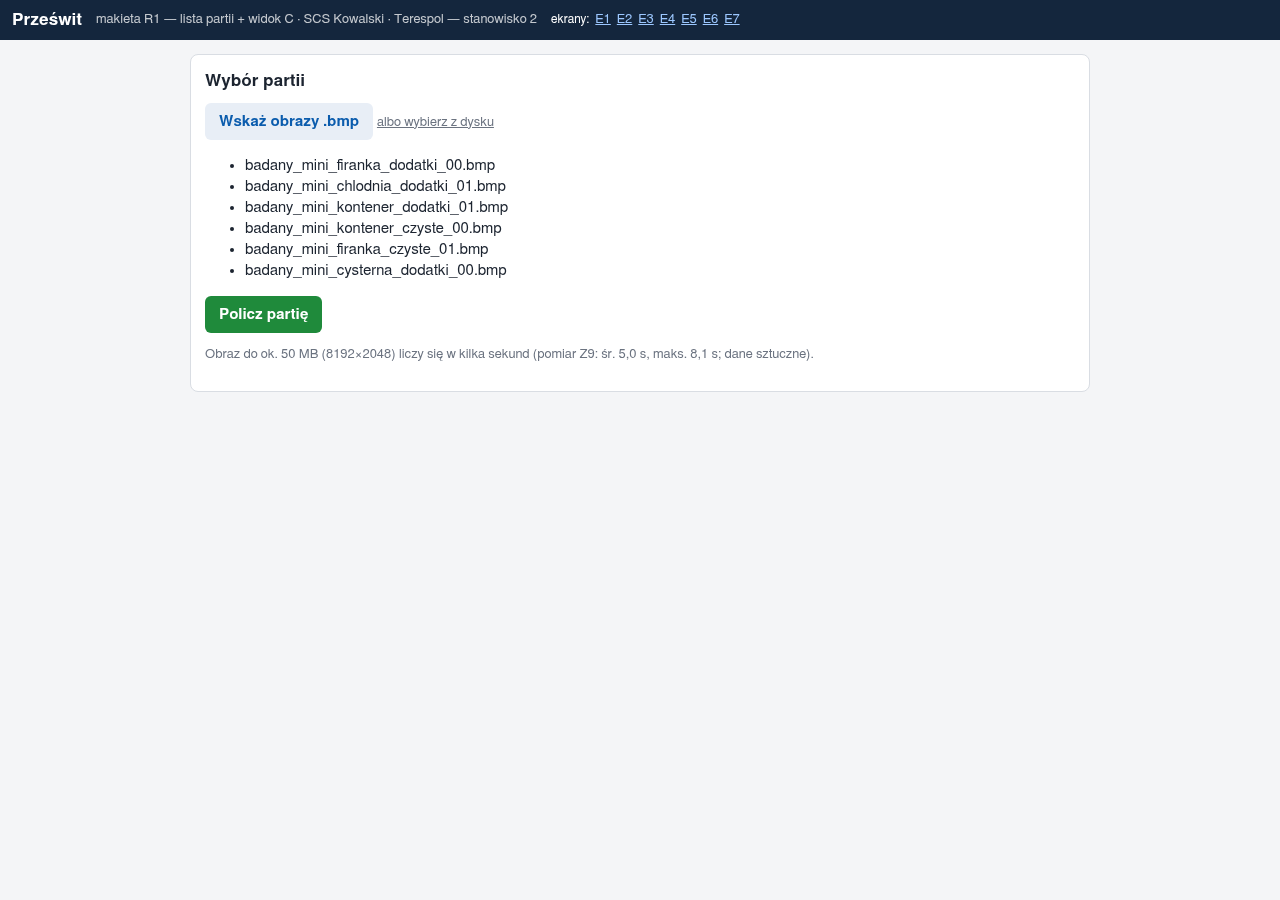 Prześwit makieta R1 — lista partii + widok C · SCS Kowalski · Terespol — stanowisko 2 ekrany: E1 E2 E3 E4 E5 E6 E7
Wybór partii
Wskaż obrazy .bmp albo wybierz z dysku
• badany_mini_firanka_dodatki_00.bmp
• badany_mini_chlodnia_dodatki_01.bmp
• badany_mini_kontener_dodatki_01.bmp
• badany_mini_kontener_czyste_00.bmp
• badany_mini_firanka_czyste_01.bmp
• badany_mini_cysterna_dodatki_00.bmp
Policz partię
Obraz do ok. 50 MB (8192×2048) liczy się w kilka sekund (pomiar Z9: śr. 5,0 s, maks. 8,1 s; dane sztuczne).